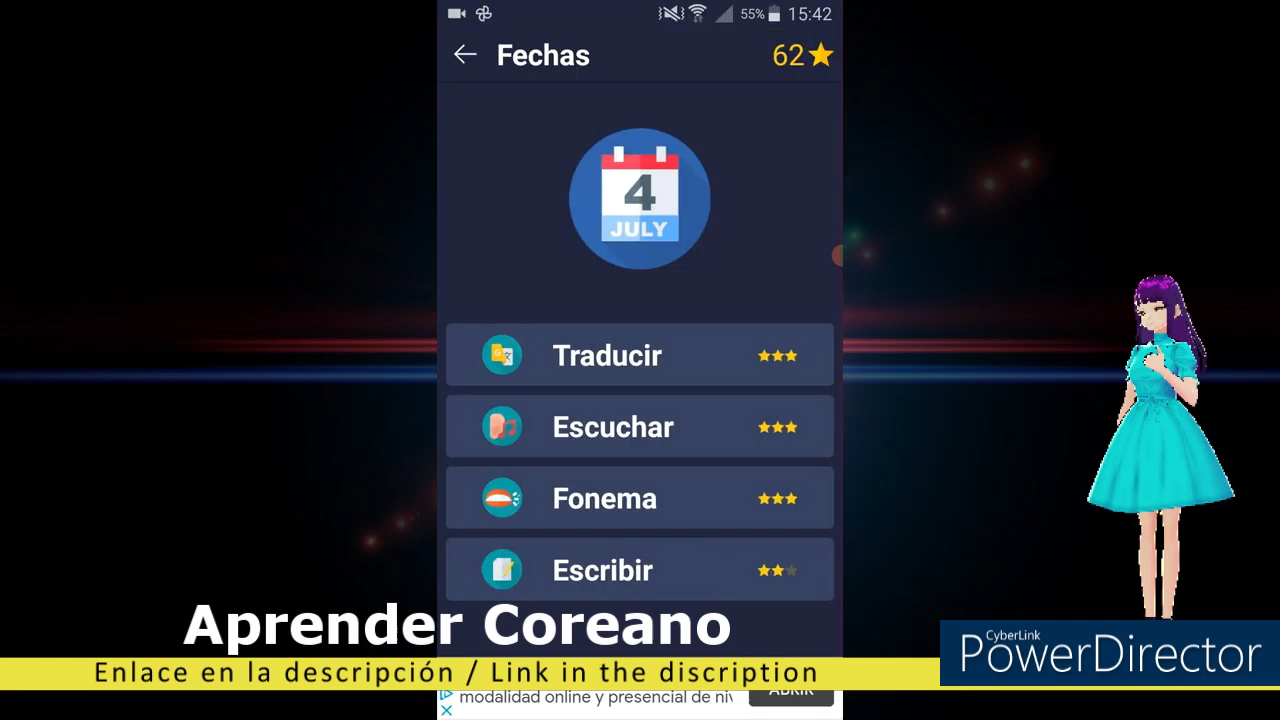 55% 15:42
Fechas 62
4
JULY
Traducir
Escuchar
Fonema
Escribir
Aprender Coreano
Enlace en la descripción / Link in the discription
CyberLink
PowerDirector
modalidad online y presencial de niv
ABRIR